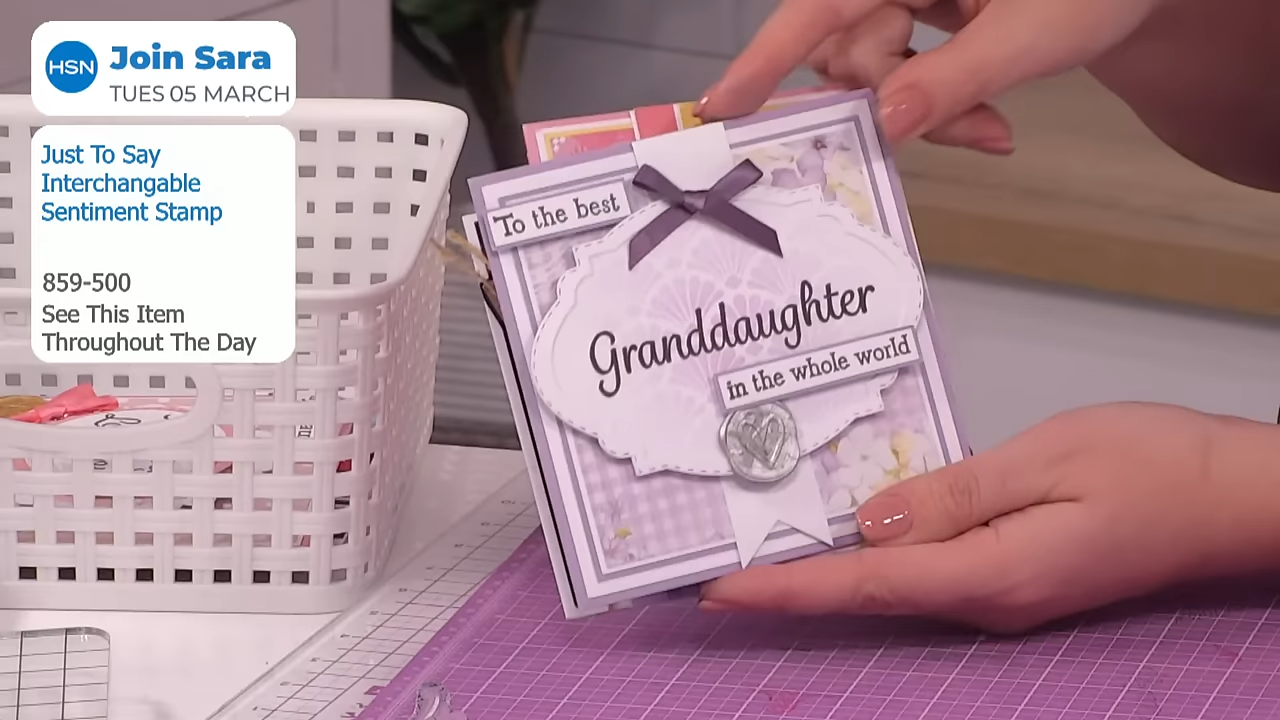 HSN
Join Sara
TUES 05 MARCH
Just To Say
Interchangable
Sentiment Stamp
859-500
See This Item
Throughout The Day
To the best
Granddaughter
in the whole world